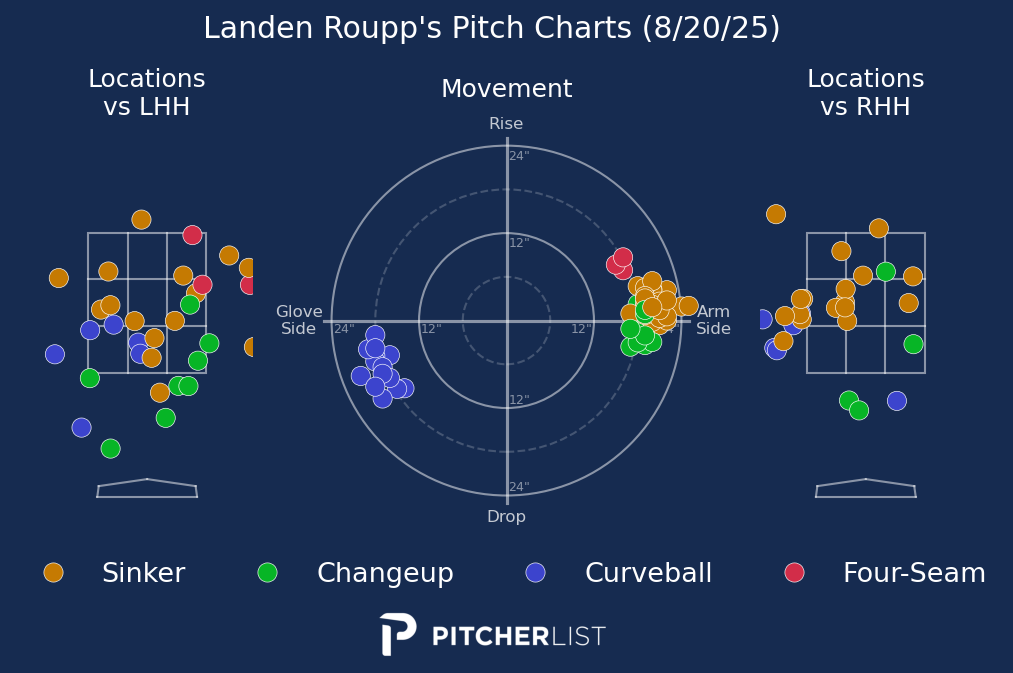 Landen Roupp's Pitch Charts (8/20/25)
Locations
vs LHH
Movement
Locations
vs RHH
Rise
24"
12"
Glove
Side
24"
12"
12"
Arm
Side
12"
24"
Drop
Sinker
Changeup
Curveball
Four-Seam
PITCHERLIST